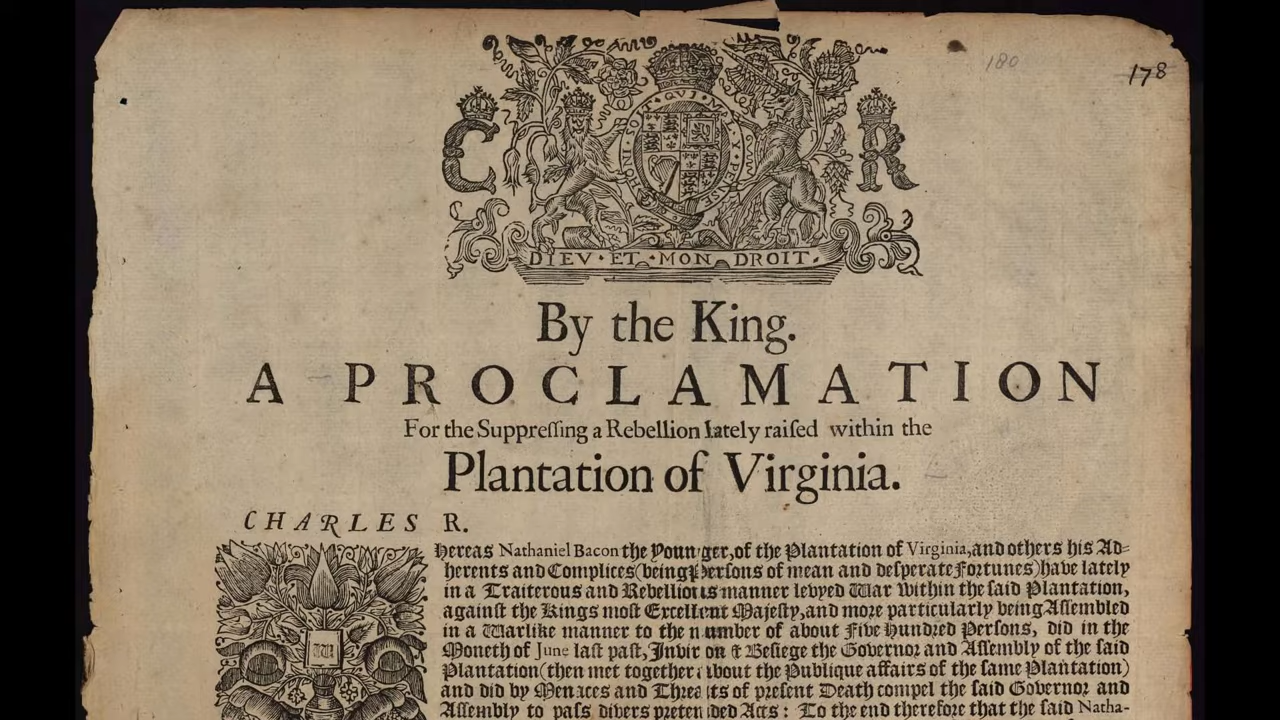 180
178
C R
HONI · SOIT · QVI · MAL · Y · PENSE
DIEV · ET · MON · DROIT ·
By the King.
A PROCLAMATION
For the Suppreſſing a Rebellion lately raiſed within the
Plantation of Virginia.
CHARLES R.
Whereas Nathaniel Bacon the Younger, of the Plantation of Virginia, and others his Ad-
herents and Complices (being Perſons of mean and deſperate Fortunes) have lately
in a Traiterous and Rebellious manner levyed War within the ſaid Plantation,
againſt the Kings moſt Excellent Majeſty, and more particularly being Aſſembled
in a Warlike manner to the number of about Five Hundred Perſons, did in the
Moneth of June laſt paſt, Inviron & Beſiege the Governor and Aſſembly of the ſaid
Plantation (then met together about the Publique affairs of the ſame Plantation)
and did by Menaces and Threats of preſent Death compel the ſaid Governor and
Aſſembly to paſs divers pretended Acts: To the end therefore that the ſaid Natha-